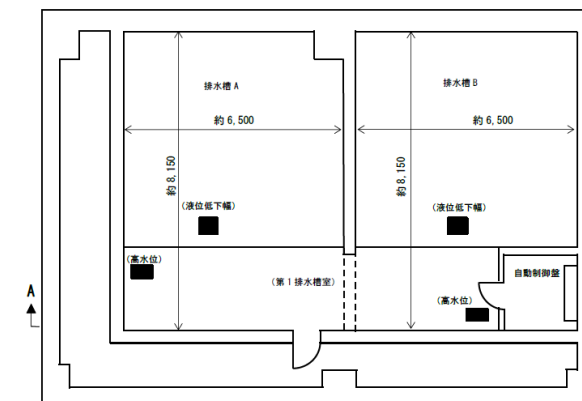 排水槽A
排水槽B
約6,500
約6,500
約8,150
約8,150
(液位低下幅)
(液位低下幅)
(高水位)
(第1排水槽室)
自動制御盤
(高水位)
A